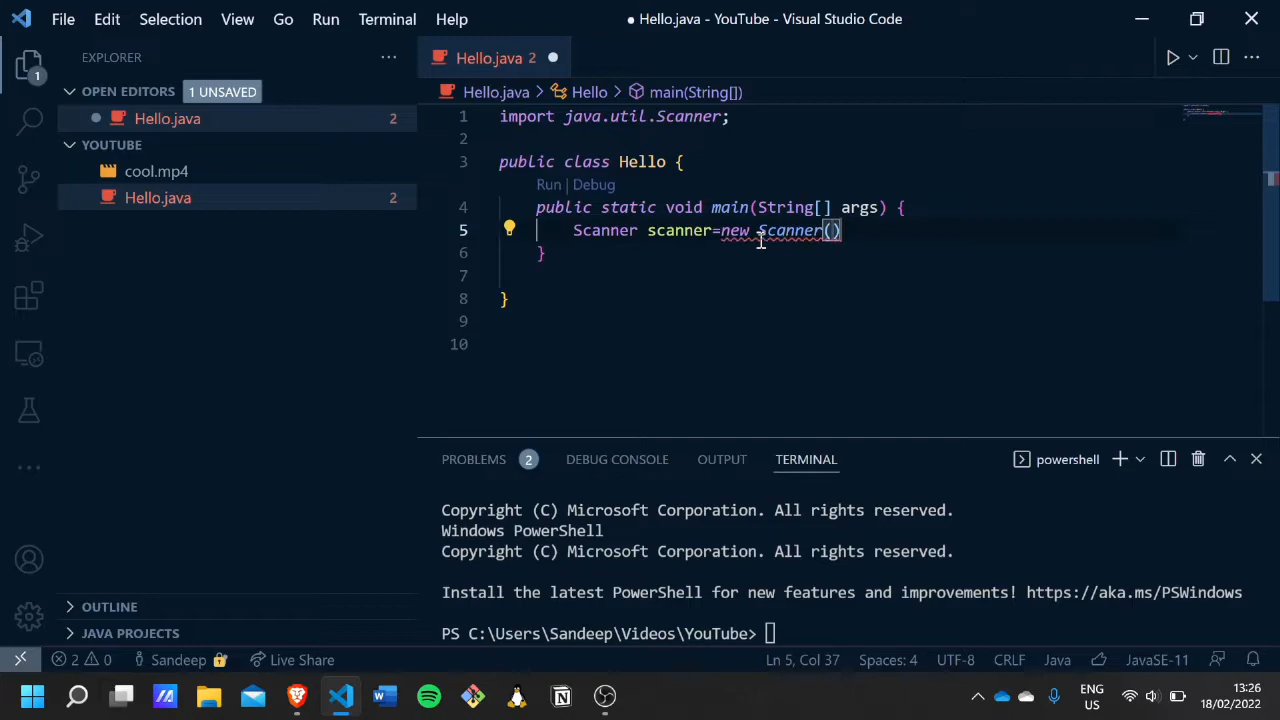 File Edit Selection View Go Run Terminal Help
● Hello.java - YouTube - Visual Studio Code
EXPLORER
1
OPEN EDITORS 1 UNSAVED
Hello.java 2
YOUTUBE
cool.mp4
Hello.java 2
OUTLINE
JAVA PROJECTS
Hello.java 2
Hello.java > Hello > main(String[])
1 import java.util.Scanner;
2
3 public class Hello {
Run | Debug
4 public static void main(String[] args) {
5 Scanner scanner=new Scanner()
6 }
7
8 }
9
10
PROBLEMS 2 DEBUG CONSOLE OUTPUT TERMINAL powershell
Copyright (C) Microsoft Corporation. All rights reserved.
Windows PowerShell
Copyright (C) Microsoft Corporation. All rights reserved.
Install the latest PowerShell for new features and improvements! https://aka.ms/PSWindows
PS C:\Users\Sandeep\Videos\YouTube>
2 0 Sandeep Live Share Ln 5, Col 37 Spaces: 4 UTF-8 CRLF Java JavaSE-11
ENG
US
13:26
18/02/2022